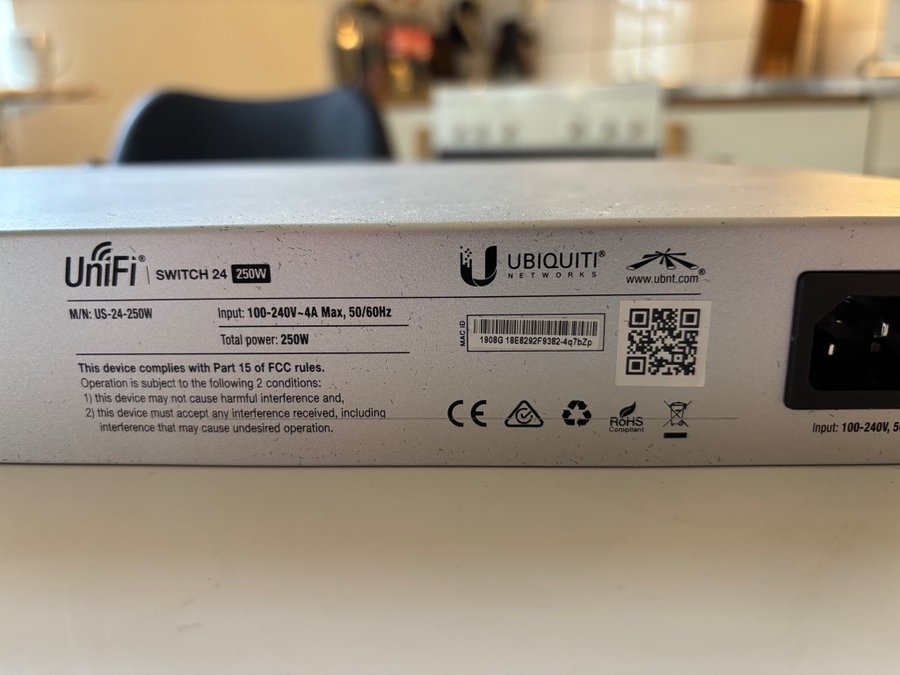 UniFi® | SWITCH 24 250W
UBIQUITI®
NETWORKS
www.ubnt.com®
M/N: US-24-250W
Input: 100-240V~4A Max, 50/60Hz
Total power: 250W
MAC ID
1908G 18E8292F9382-4q7bZp
This device complies with Part 15 of FCC rules.
Operation is subject to the following 2 conditions:
1) this device may not cause harmful interference and,
2) this device must accept any interference received, including
interference that may cause undesired operation.
CE
RoHS
Compliant
Input: 100-240V, 5